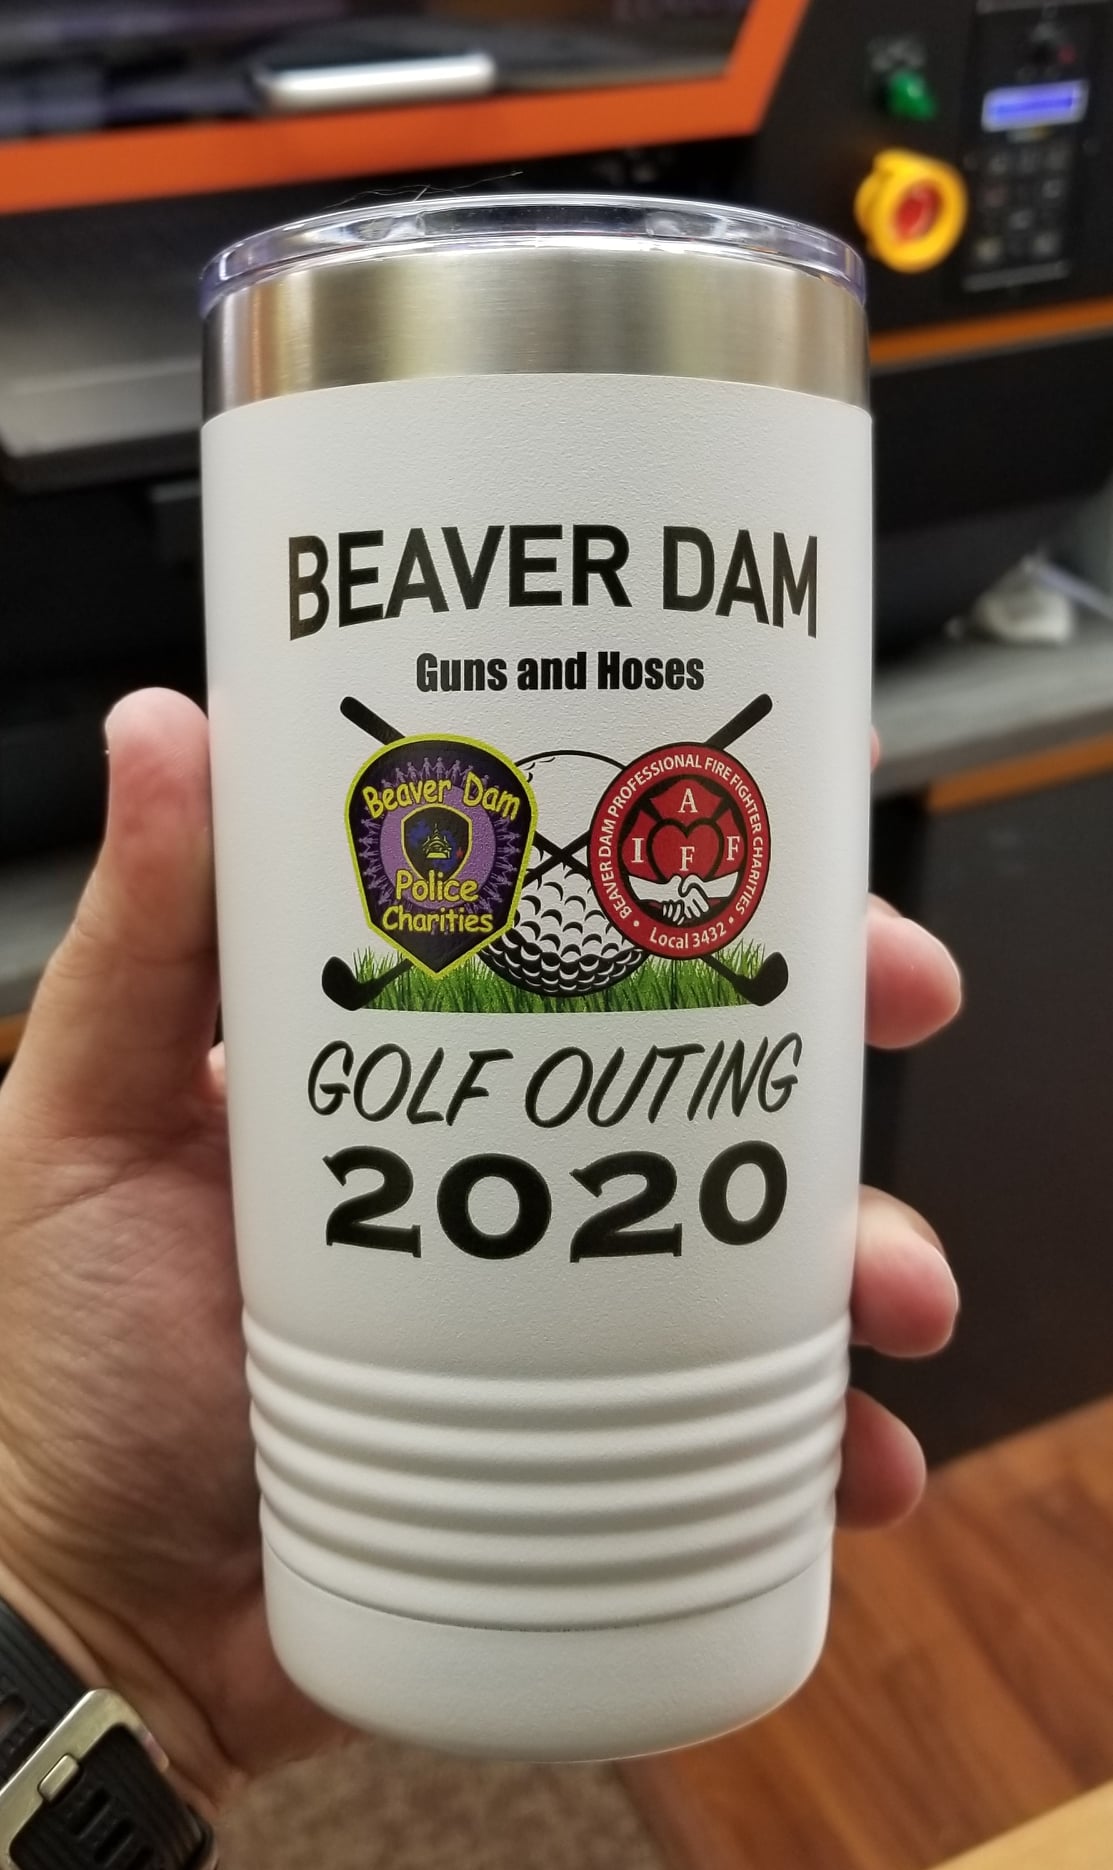 BEAVER DAM
Guns and Hoses
Beaver Dam
Police
Charities
BEAVER DAM PROFESSIONAL FIRE FIGHTER CHARITIES
I A F F
• Local 3432 •
GOLF OUTING
2020